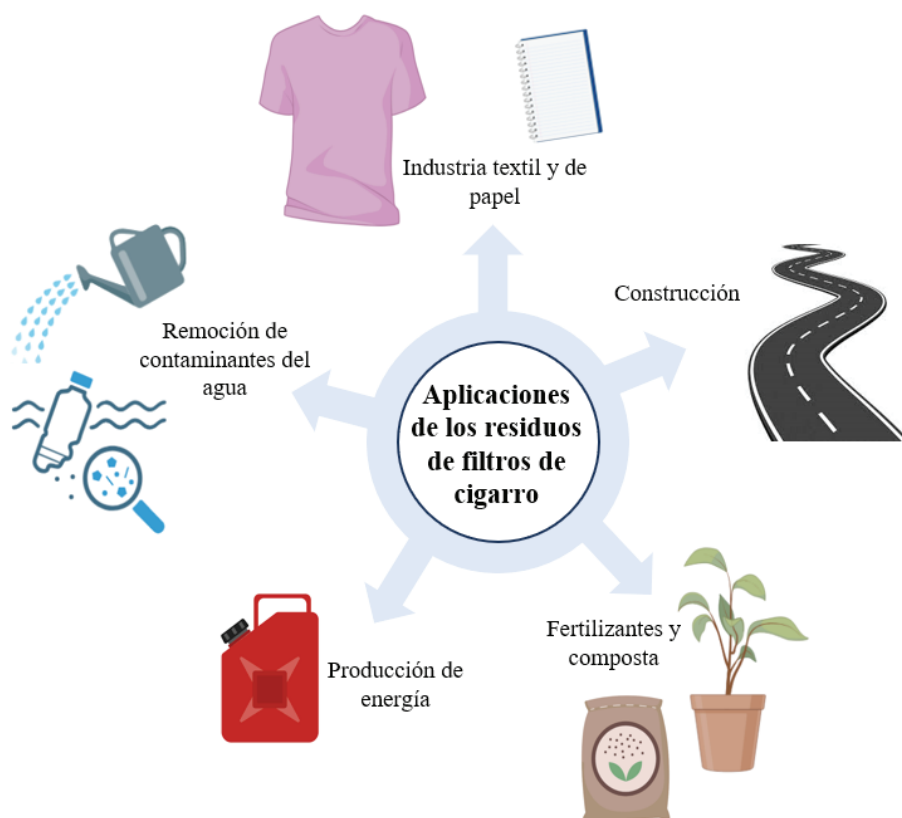 Industria textil y de
papel
Construcción
Remoción de
contaminantes del
agua
Aplicaciones
de los residuos
de filtros de
cigarro
Fertilizantes y
composta
Producción de
energía